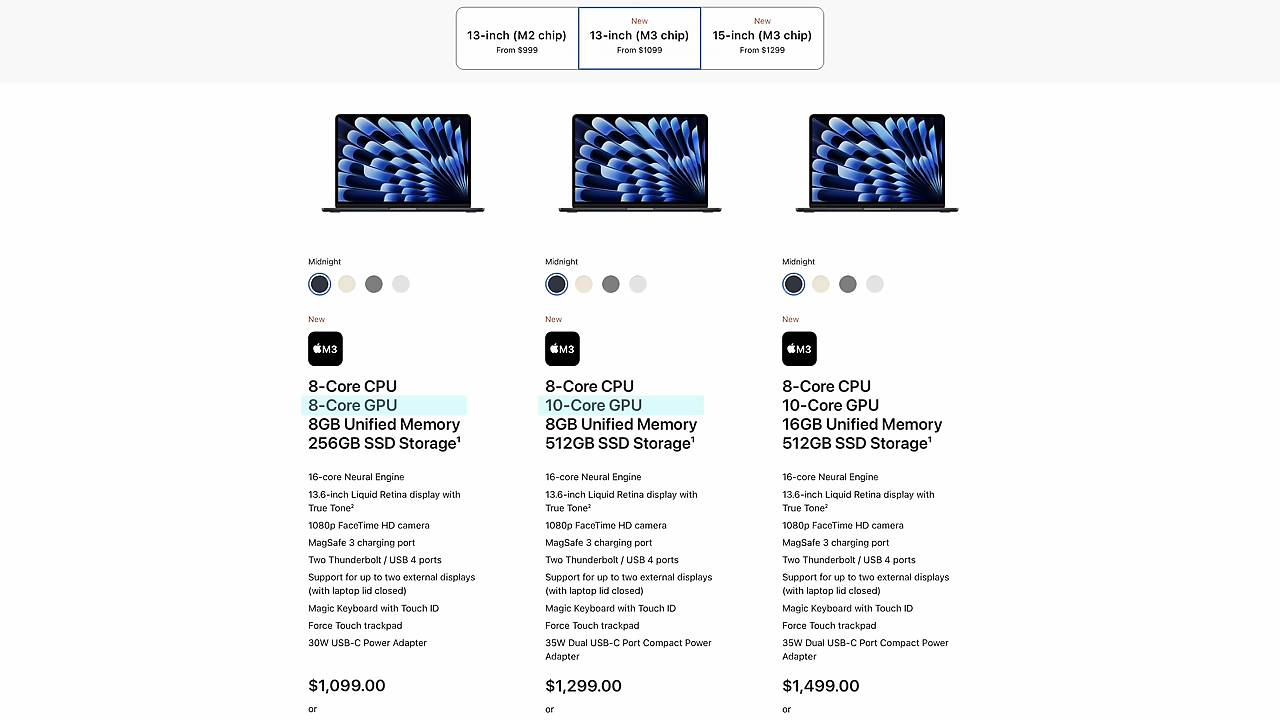 13-inch (M2 chip)
From $999
New
13-inch (M3 chip)
From $1099
New
15-inch (M3 chip)
From $1299
Midnight
New
M3
8-Core CPU
8-Core GPU
8GB Unified Memory
256GB SSD Storage¹
16-core Neural Engine
13.6-inch Liquid Retina display with
True Tone²
1080p FaceTime HD camera
MagSafe 3 charging port
Two Thunderbolt / USB 4 ports
Support for up to two external displays
(with laptop lid closed)
Magic Keyboard with Touch ID
Force Touch trackpad
30W USB-C Power Adapter
$1,099.00
or
Midnight
New
M3
8-Core CPU
10-Core GPU
8GB Unified Memory
512GB SSD Storage¹
16-core Neural Engine
13.6-inch Liquid Retina display with
True Tone²
1080p FaceTime HD camera
MagSafe 3 charging port
Two Thunderbolt / USB 4 ports
Support for up to two external displays
(with laptop lid closed)
Magic Keyboard with Touch ID
Force Touch trackpad
35W Dual USB-C Port Compact Power
Adapter
$1,299.00
or
Midnight
New
M3
8-Core CPU
10-Core GPU
16GB Unified Memory
512GB SSD Storage¹
16-core Neural Engine
13.6-inch Liquid Retina display with
True Tone²
1080p FaceTime HD camera
MagSafe 3 charging port
Two Thunderbolt / USB 4 ports
Support for up to two external displays
(with laptop lid closed)
Magic Keyboard with Touch ID
Force Touch trackpad
35W Dual USB-C Port Compact Power
Adapter
$1,499.00
or